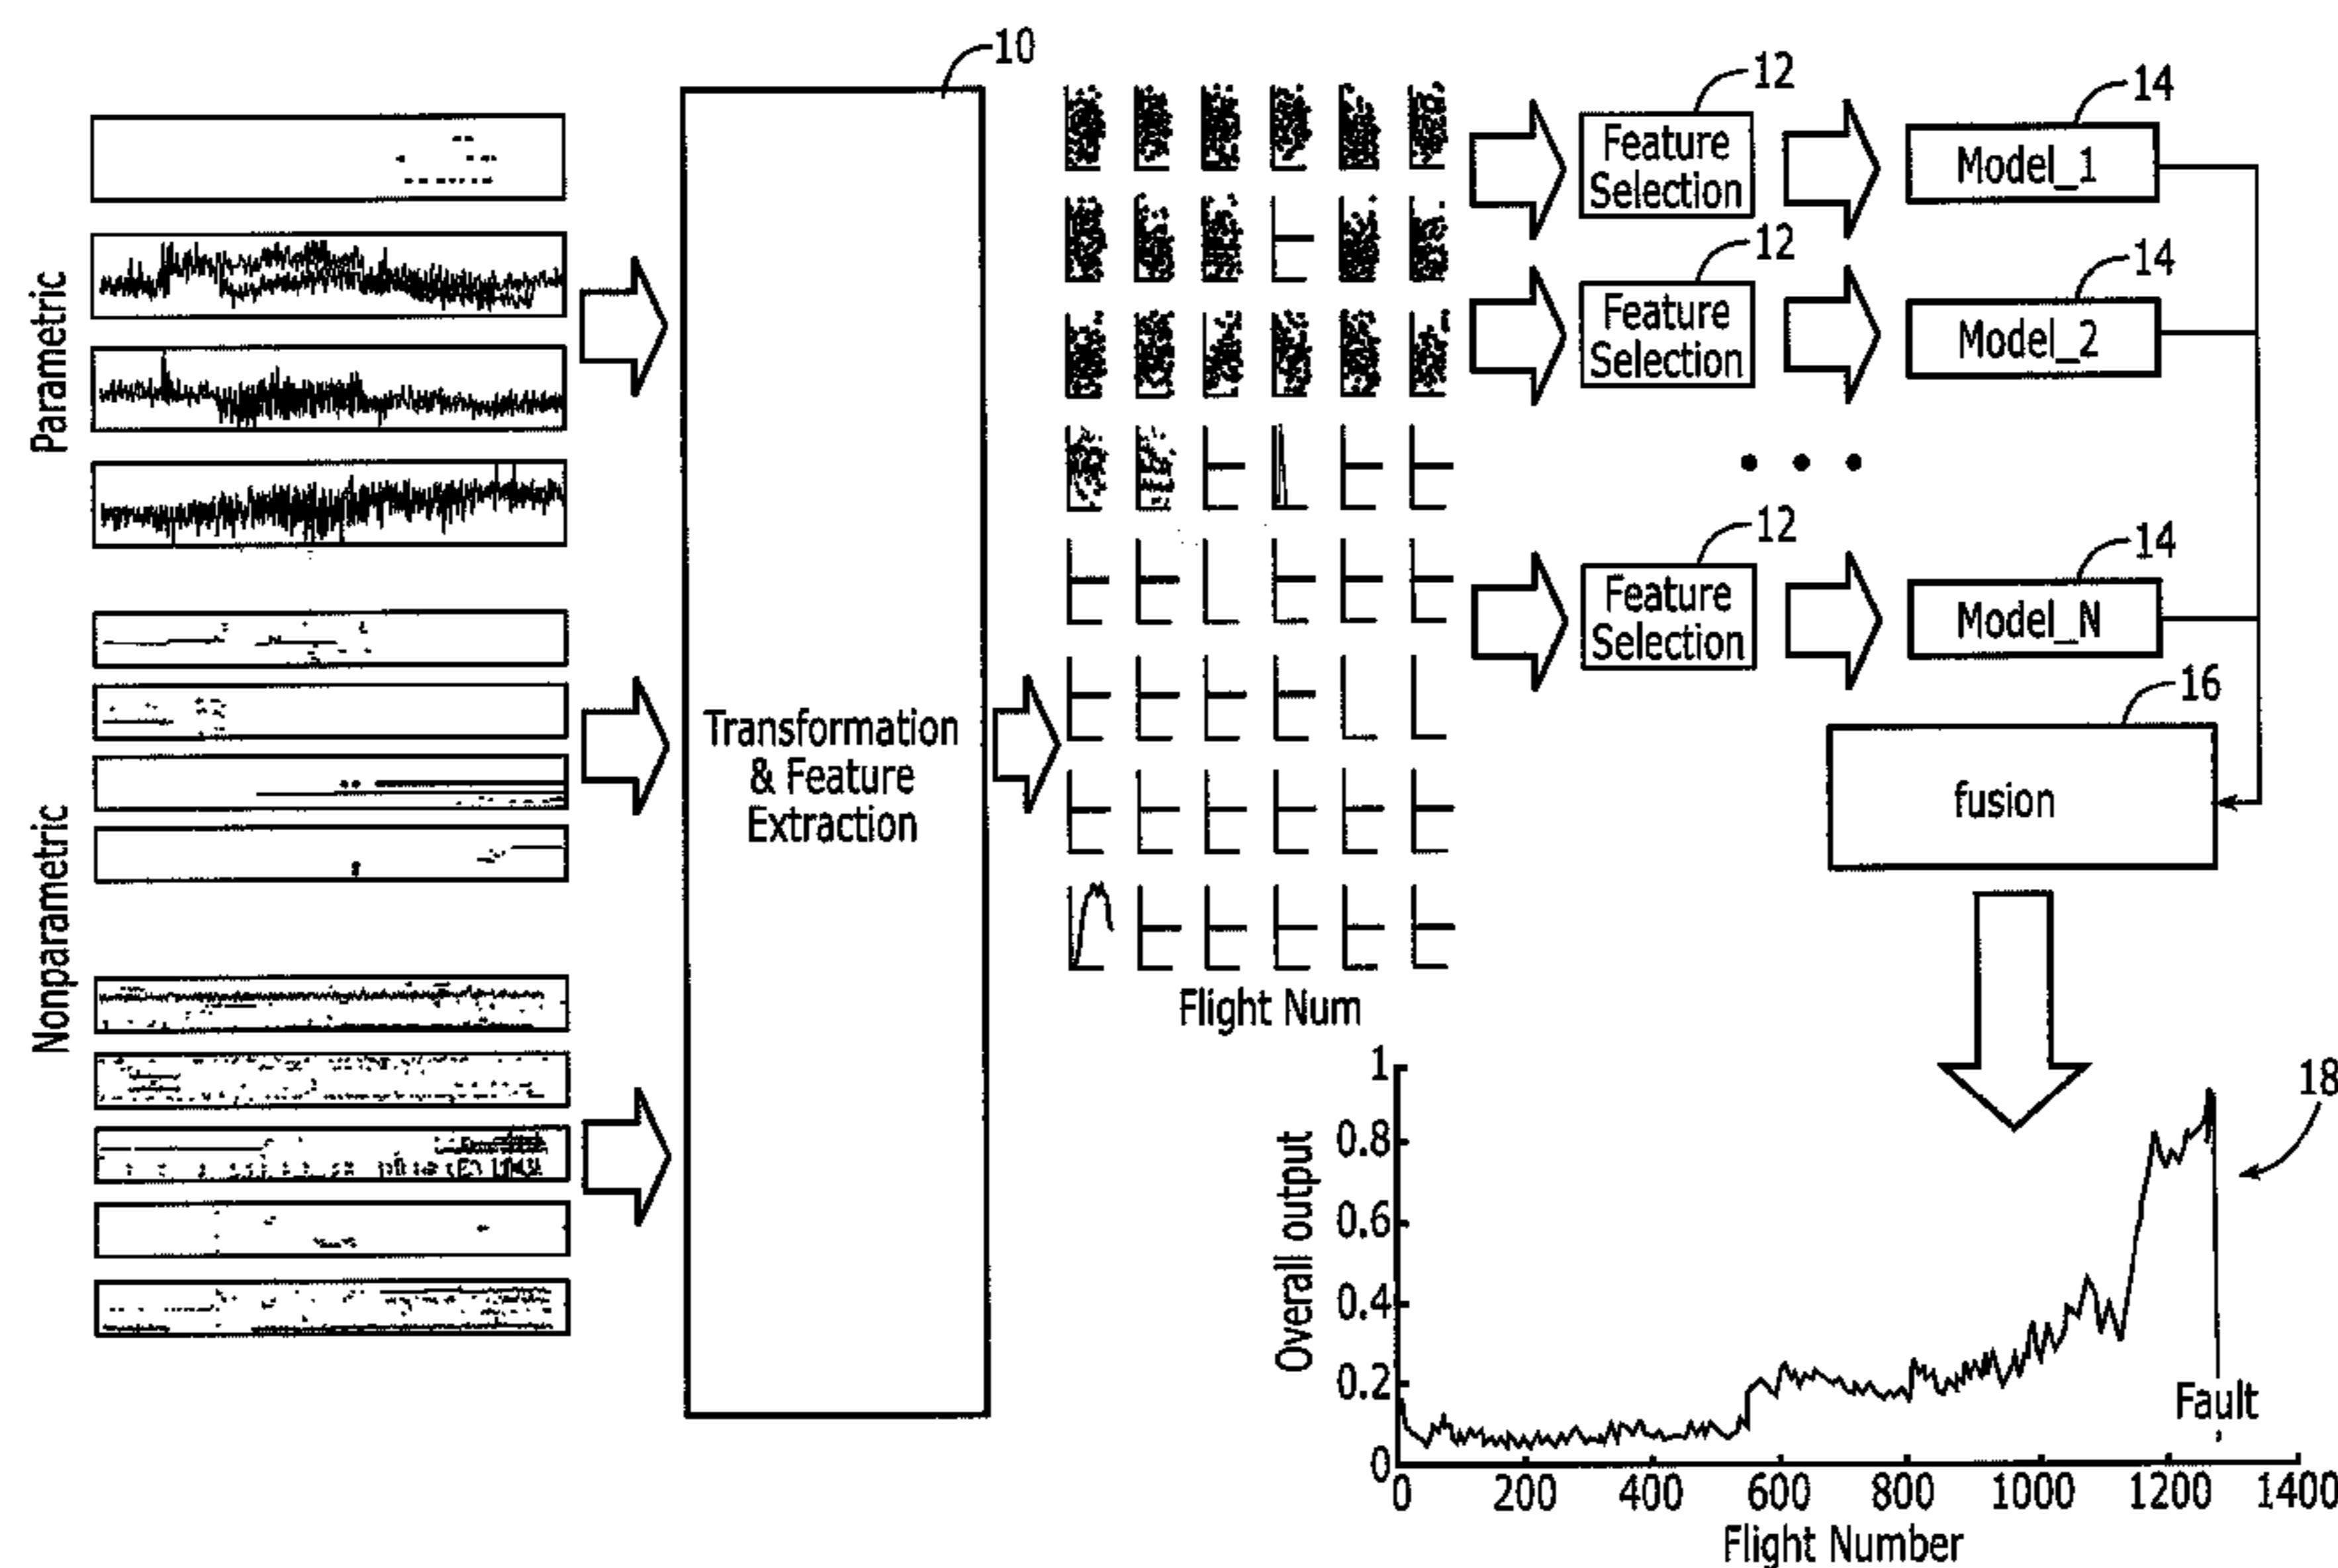 10
Parametric
Nonparametric
Transformation
& Feature
Extraction
Flight Num
12
Feature
Selection
14
Model_1
12
Feature
Selection
14
Model_2
12
Feature
Selection
14
Model_N
16
fusion
18
Overall output
1
0.8
0.6
0.4
0.2
0
Fault
0 200 400 600 800 1000 1200 1400
Flight Number